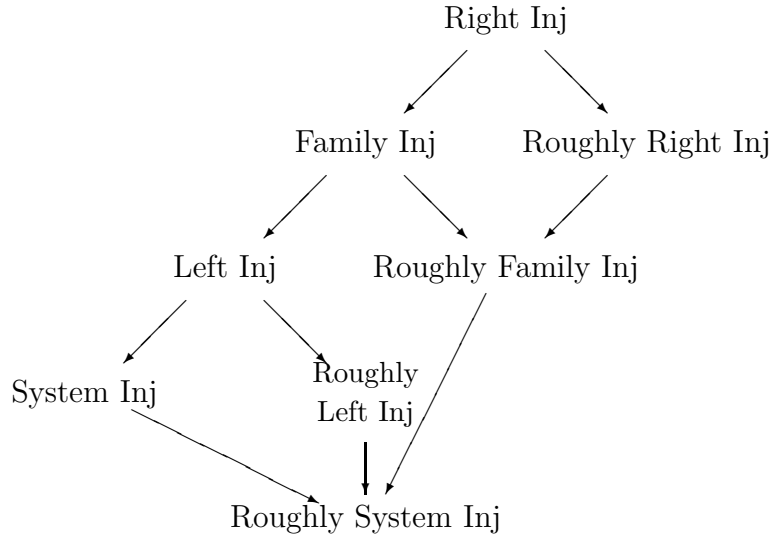 Right Inj
Family Inj
Roughly Right Inj
Left Inj
Roughly Family Inj
System Inj
Roughly
Left Inj
Roughly System Inj